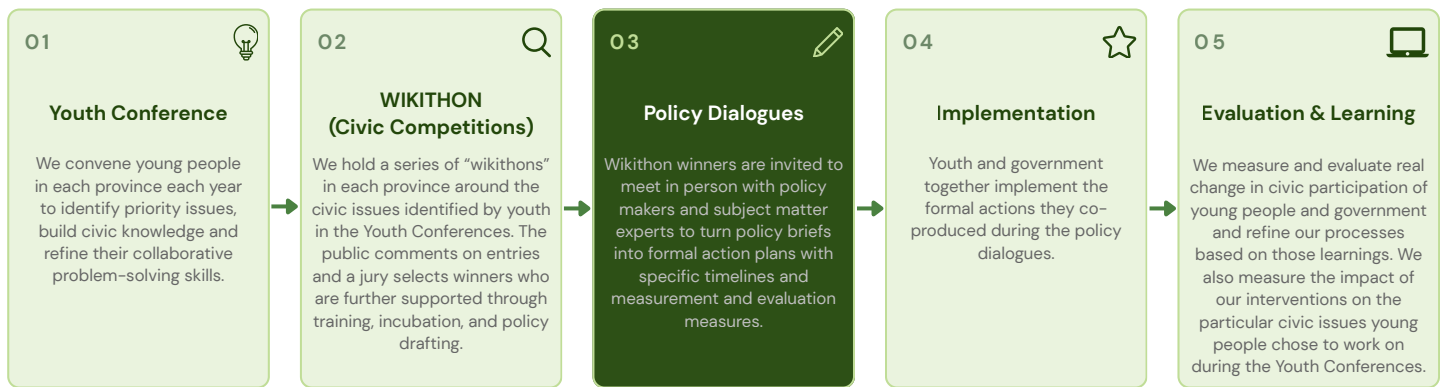 01
Youth Conference
We convene young people
in each province each year
to identify priority issues,
build civic knowledge and
refine their collaborative
problem-solving skills.
02
WIKITHON
(Civic Competitions)
We hold a series of “wikithons”
in each province around the
civic issues identified by youth
in the Youth Conferences. The
public comments on entries
and a jury selects winners who
are further supported through
training, incubation, and policy
drafting.
03
Policy Dialogues
Wikithon winners are invited to
meet in person with policy
makers and subject matter
experts to turn policy briefs
into formal action plans with
specific timelines and
measurement and evaluation
measures.
04
Implementation
Youth and government
together implement the
formal actions they co-
produced during the policy
dialogues.
05
Evaluation & Learning
We measure and evaluate real
change in civic participation of
young people and government
and refine our processes
based on those learnings. We
also measure the impact of
our interventions on the
particular civic issues young
people chose to work on
during the Youth Conferences.